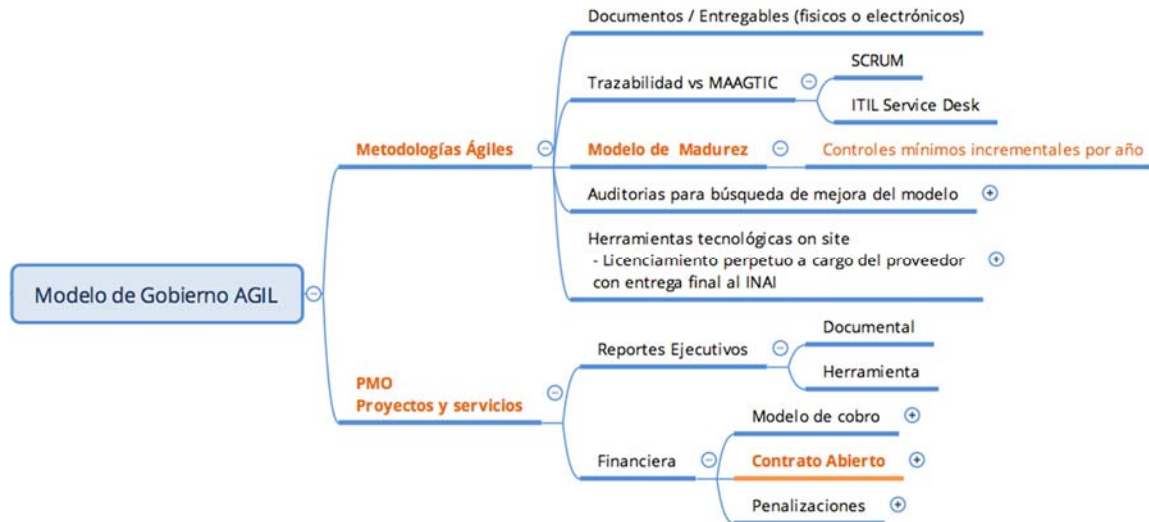 Documentos / Entregables (fisicos o electrónicos)
SCRUM
Trazabilidad vs MAAGTIC
ITIL Service Desk
Metodologías Ágiles
Modelo de Madurez
Controles mínimos incrementales por año
Auditorias para búsqueda de mejora del modelo
Herramientas tecnológicas on site
- Licenciamiento perpetuo a cargo del proveedor
con entrega final al INAI
Modelo de Gobierno AGIL
Documental
Reportes Ejecutivos
Herramienta
PMO
Proyectos y servicios
Modelo de cobro
Financiera
Contrato Abierto
Penalizaciones